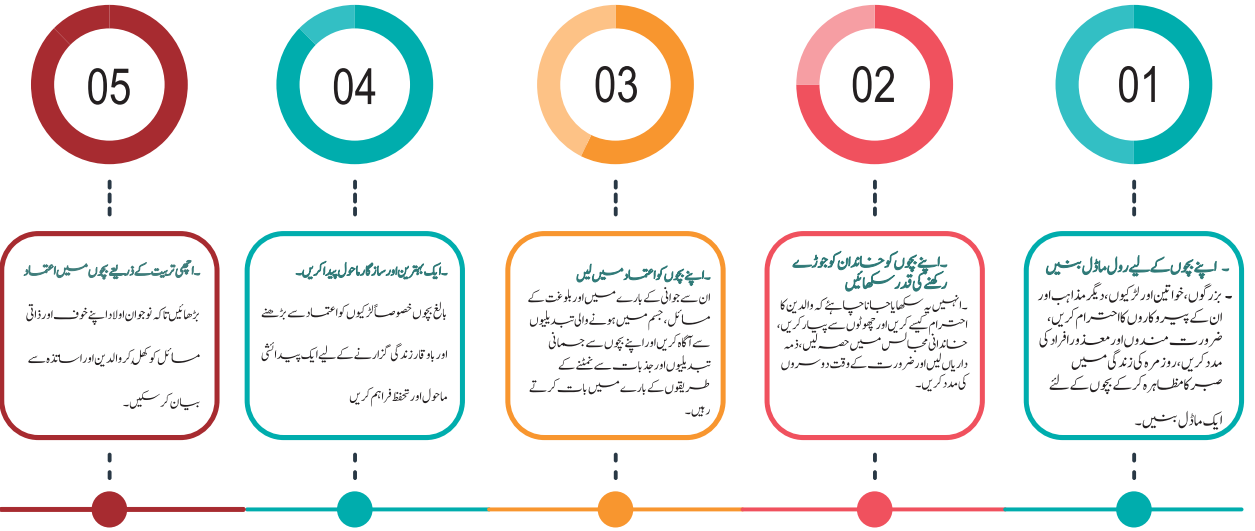 01
۔ اپنے بچوں کے لیے رول ماڈل بنیں
۔ بزرگوں، خواتین اور لڑکیوں، دیگر مذاہب اور
ان کے پیروکاروں کا احترام کریں،
ضرورت مندوں اور معذور افراد کی
مدد کریں، روزمرہ کی زندگی میں
صبر کا مظاہرہ کر کے بچوں کے لئے
ایک ماڈل بنیں۔
02
۔ اپنے بچوں کو خاندان کو جوڑے
رکھنے کی قدر سکھائیں
۔ انہیں یہ سکھایا جانا چاہئے کہ والدین کا
احترام کیسے کریں اور چھوٹوں سے پیار کریں،
خاندانی مجالس میں حصہ لیں، ذمہ
داریاں لیں اور ضرورت کے وقت دوسروں
کی مدد کریں۔
03
۔ اپنے بچوں کو اعتماد میں لیں
ان سے جوانی کے بارے میں اور بلوغت کے
مسائل، جسم میں ہونے والی تبدیلیوں
سے آگاہ کریں اور اپنے بچوں سے جسمانی
تبدیلیوں اور جذبات سے نمٹنے کے
طریقوں کے بارے میں بات کرتے
رہیں۔
04
۔ ایک بہترین اور سازگار ماحول پیدا کریں۔
بالغ بچوں خصوصاً لڑکیوں کو اعتماد سے بڑھنے
اور باوقار زندگی گزارنے کے لیے ایک پیدائشی
ماحول اور تحفظ فراہم کریں
05
۔ اچھی تربیت کے ذریعے بچوں میں اعتماد
بڑھائیں تاکہ نوجوان اولاد اپنے خوف اور ذاتی
مسائل کو کھل کر والدین اور اساتذہ سے
بیان کر سکیں۔